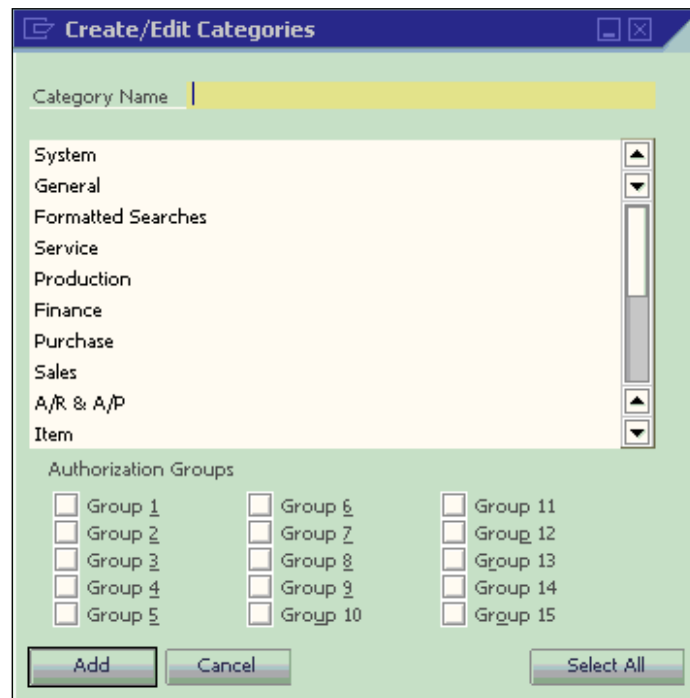 Create/Edit Categories
Category Name
System
General
Formatted Searches
Service
Production
Finance
Purchase
Sales
A/R & A/P
Item
Authorization Groups
Group 1 Group 6 Group 11
Group 2 Group 7 Group 12
Group 3 Group 8 Group 13
Group 4 Group 9 Group 14
Group 5 Group 10 Group 15
Add Cancel Select All